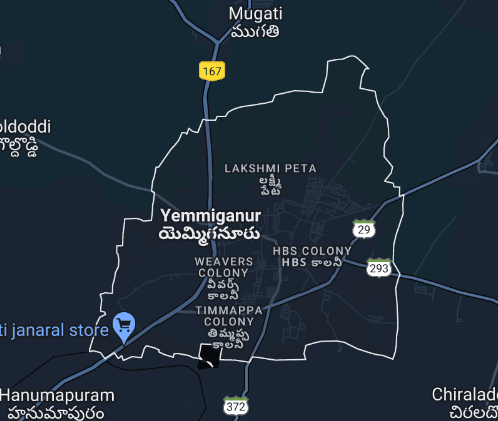 Mugati
ముగతి
167
oldoddi
గోల్దొడ్డి
LAKSHMI PETA
లక్ష్మి
పేట
Yemmiganur
యెమ్మిగనూరు
29
HBS COLONY
HBS కాలనీ
293
WEAVERS
COLONY
వీవర్స్
కాలనీ
TIMMAPPA
COLONY
తిమ్మప్ప
కాలనీ
ti janaral store
Hanumapuram
హనుమాపురం
372
Chiralado
చిరలదొ